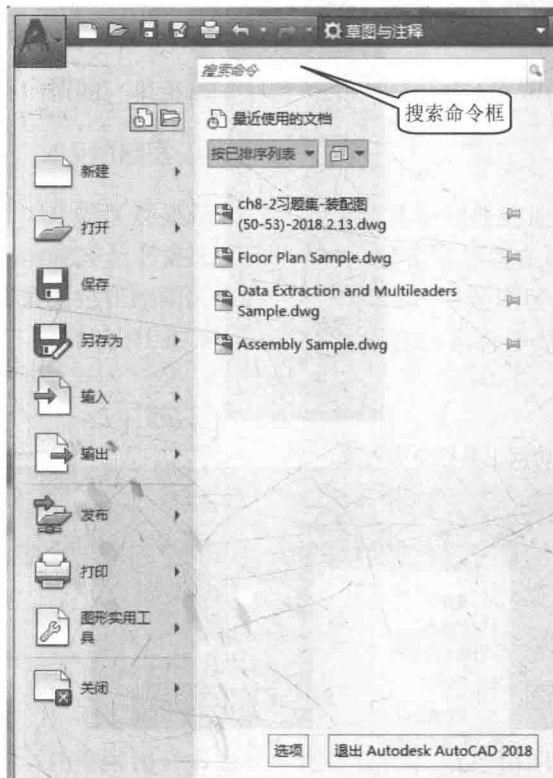 草图与注释
搜索命令
搜索命令框
最近使用的文档
按已排序列表
新建
打开
保存
另存为
输入
输出
发布
打印
图形实用工
具
关闭
ch8-2习题集-装配图
(50-53)-2018.2.13.dwg
Floor Plan Sample.dwg
Data Extraction and Multileaders
Sample.dwg
Assembly Sample.dwg
选项
退出 Autodesk AutoCAD 2018